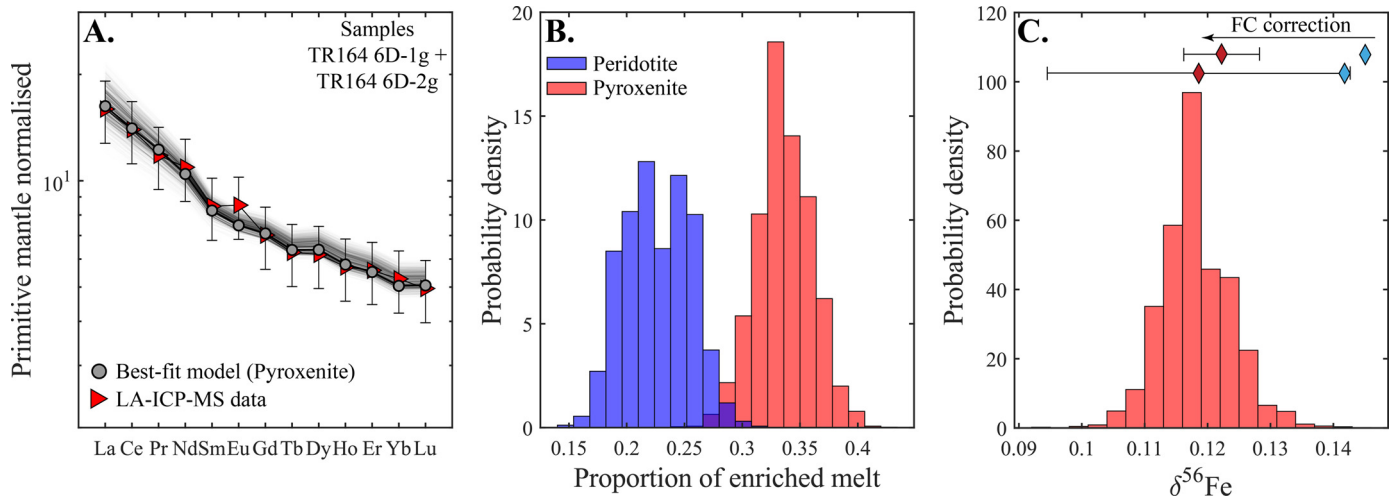 A.
Samples
TR164 6D-1g +
TR164 6D-2g
Primitive mantle normalised
10¹
Best-fit model (Pyroxenite)
LA-ICP-MS data
La Ce Pr Nd Sm Eu Gd Tb Dy Ho Er Yb Lu
B.
Peridotite
Pyroxenite
Probability density
20
15
10
5
0
0.15 0.2 0.25 0.3 0.35 0.4
Proportion of enriched melt
C.
FC correction
Probability density
120
100
80
60
40
20
0
0.09 0.1 0.11 0.12 0.13 0.14
δ⁵⁶Fe